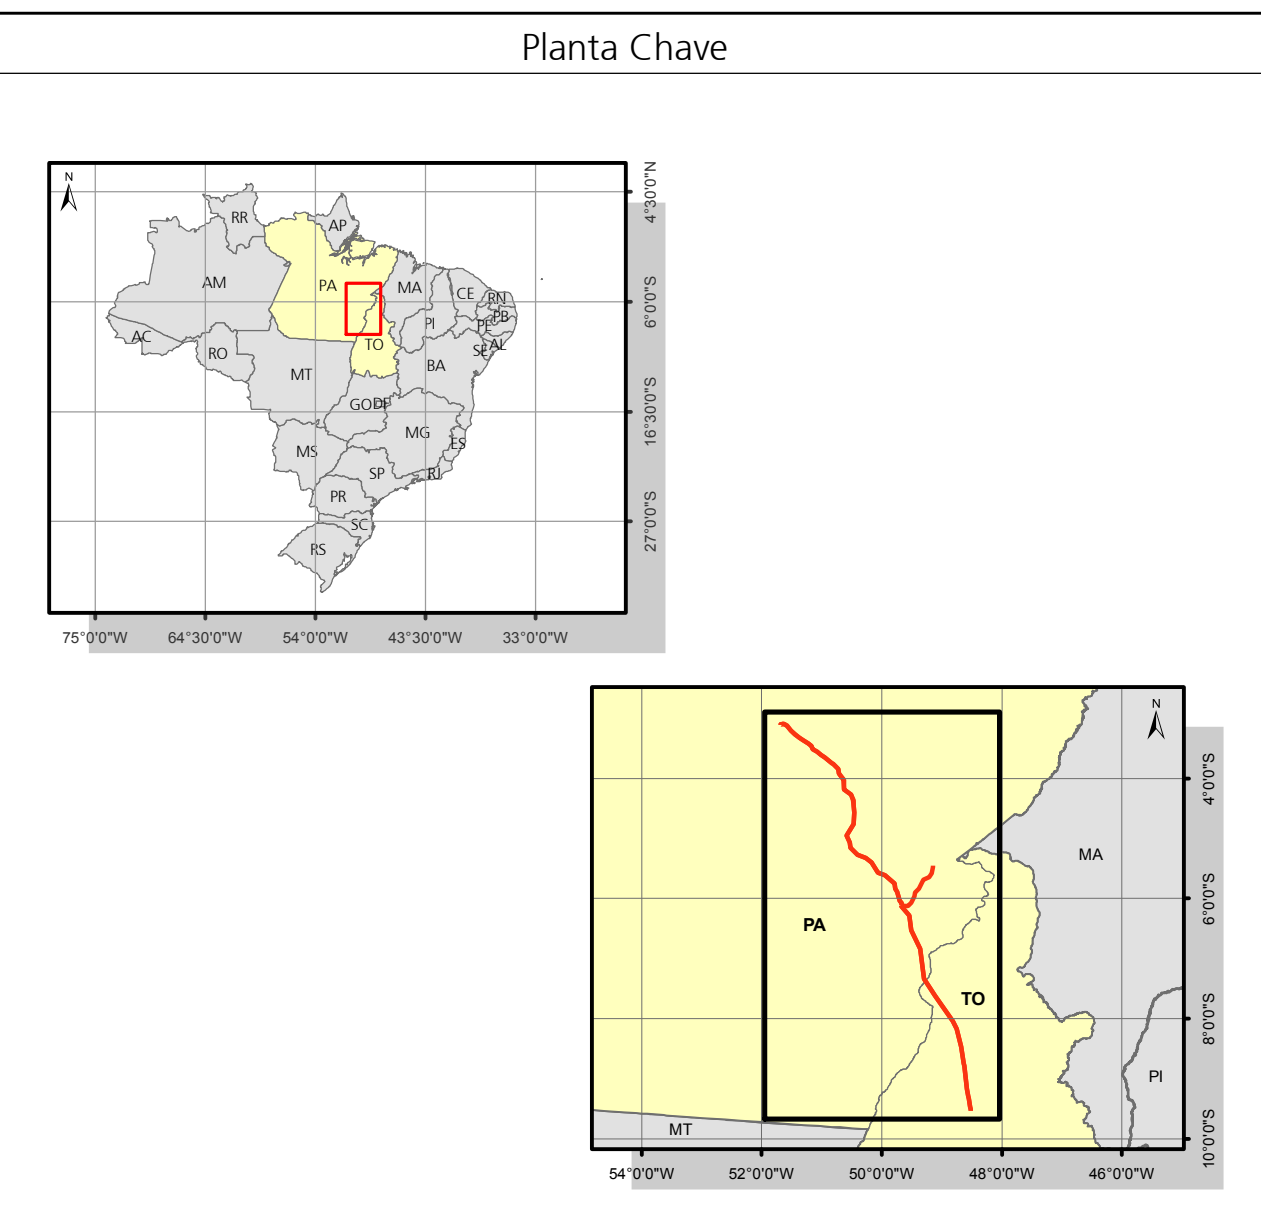 Planta Chave
N
4°30'0"N
RR
AP
AM
PA
MA
CE
RN
6°0'0"S
PB
PI
PE
AC
TO
AL
RO
SE
BA
MT
GO
DF
16°30'0"S
MG
ES
MS
SP
RJ
PR
27°0'0"S
SC
RS
75°0'0"W
64°30'0"W
54°0'0"W
43°30'0"W
33°0'0"W
N
4°0'0"S
MA
6°0'0"S
PA
TO
8°0'0"S
PI
MT
10°0'0"S
54°0'0"W
52°0'0"W
50°0'0"W
48°0'0"W
46°0'0"W